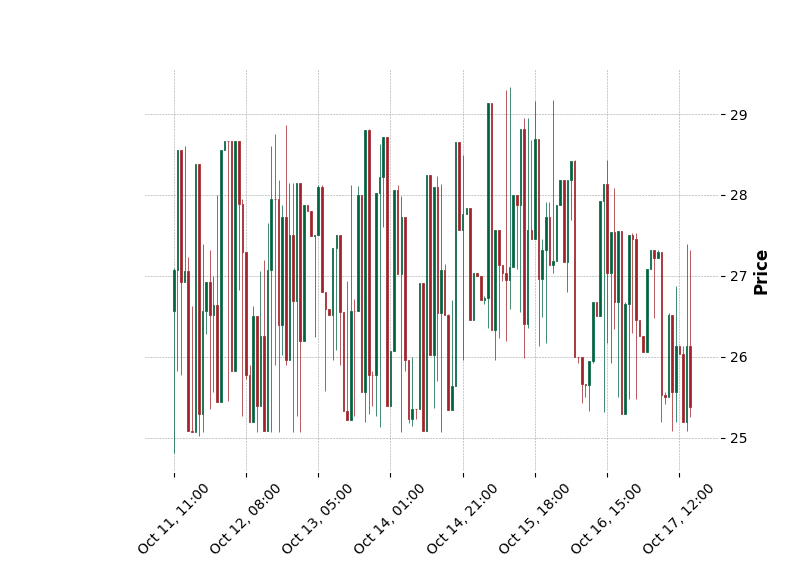 29
28
27
26
25
Price
Oct 11, 11:00
Oct 12, 08:00
Oct 13, 05:00
Oct 14, 01:00
Oct 14, 21:00
Oct 15, 18:00
Oct 16, 15:00
Oct 17, 12:00